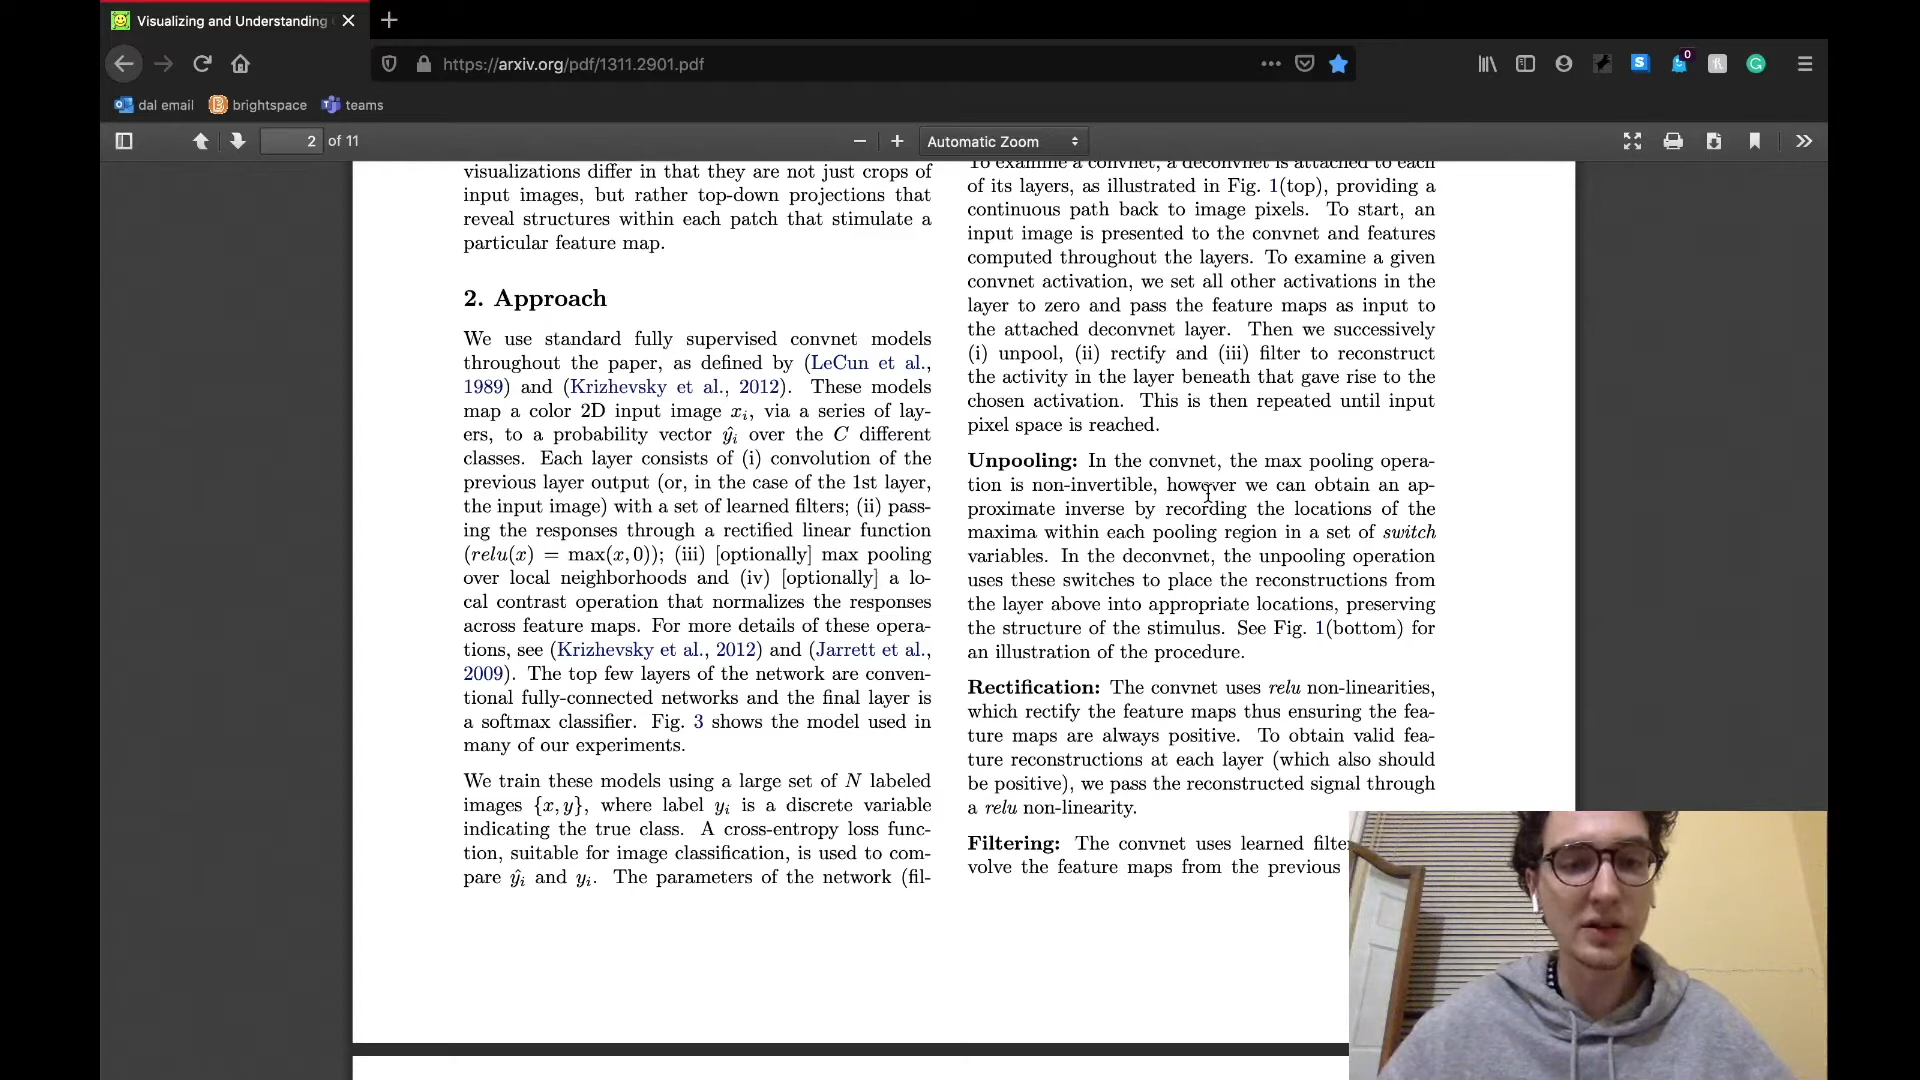 Visualizing and Understanding
https://arxiv.org/pdf/1311.2901.pdf
0
dal email
brightspace
teams
2 of 11
Automatic Zoom
visualizations differ in that they are not just crops of
input images, but rather top-down projections that
reveal structures within each patch that stimulate a
particular feature map.
2. Approach
We use standard fully supervised convnet models
throughout the paper, as defined by (LeCun et al.,
1989) and (Krizhevsky et al., 2012). These models
map a color 2D input image xᵢ, via a series of lay-
ers, to a probability vector ŷᵢ over the C different
classes. Each layer consists of (i) convolution of the
previous layer output (or, in the case of the 1st layer,
the input image) with a set of learned filters; (ii) pass-
ing the responses through a rectified linear function
(relu(x) = max(x, 0)); (iii) [optionally] max pooling
over local neighborhoods and (iv) [optionally] a lo-
cal contrast operation that normalizes the responses
across feature maps. For more details of these opera-
tions, see (Krizhevsky et al., 2012) and (Jarrett et al.,
2009). The top few layers of the network are conven-
tional fully-connected networks and the final layer is
a softmax classifier. Fig. 3 shows the model used in
many of our experiments.
We train these models using a large set of N labeled
images {x, y}, where label yᵢ is a discrete variable
indicating the true class. A cross-entropy loss func-
tion, suitable for image classification, is used to com-
pare ŷᵢ and yᵢ. The parameters of the network (fil-
To examine a convnet, a deconvnet is attached to each
of its layers, as illustrated in Fig. 1(top), providing a
continuous path back to image pixels. To start, an
input image is presented to the convnet and features
computed throughout the layers. To examine a given
convnet activation, we set all other activations in the
layer to zero and pass the feature maps as input to
the attached deconvnet layer. Then we successively
(i) unpool, (ii) rectify and (iii) filter to reconstruct
the activity in the layer beneath that gave rise to the
chosen activation. This is then repeated until input
pixel space is reached.
Unpooling: In the convnet, the max pooling opera-
tion is non-invertible, however we can obtain an ap-
proximate inverse by recording the locations of the
maxima within each pooling region in a set of switch
variables. In the deconvnet, the unpooling operation
uses these switches to place the reconstructions from
the layer above into appropriate locations, preserving
the structure of the stimulus. See Fig. 1(bottom) for
an illustration of the procedure.
Rectification: The convnet uses relu non-linearities,
which rectify the feature maps thus ensuring the fea-
ture maps are always positive. To obtain valid fea-
ture reconstructions at each layer (which also should
be positive), we pass the reconstructed signal through
a relu non-linearity.
Filtering: The convnet uses learned filter
volve the feature maps from the previous